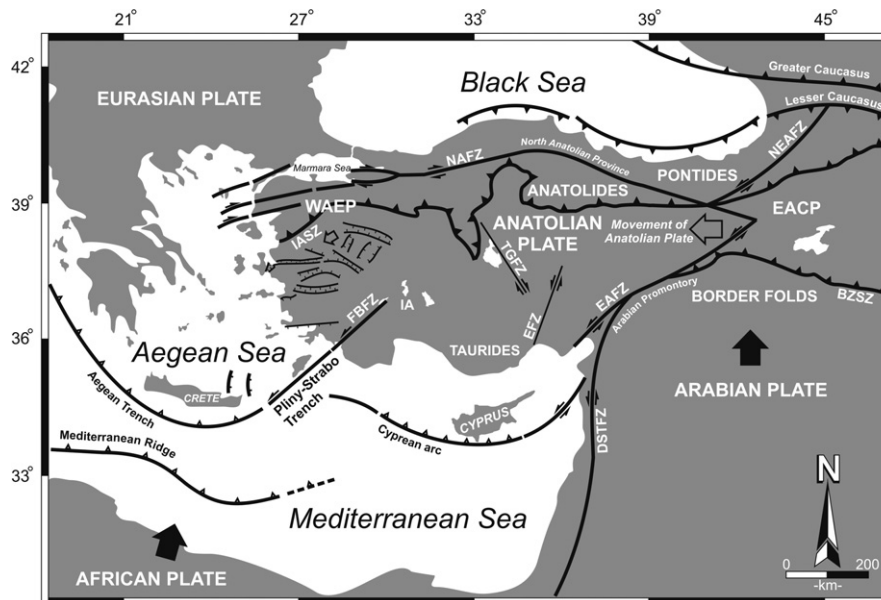 21°
27°
33°
39°
45°
42°
39°
36°
33°
Black Sea
Greater Caucasus
Lesser Caucasus
EURASIAN PLATE
NEAFZ
Marmara Sea
NAFZ
North Anatolian Province
PONTIDES
ANATOLIDES
WAEP
IASZ
ANATOLIAN
PLATE
Movement of
Anatolian Plate
EACP
TGFZ
EFZ
EAFZ
Arabian Promontory
BORDER FOLDS
BZSZ
IA
FBFZ
Aegean Sea
TAURIDES
ARABIAN PLATE
Aegean Trench
CRETE
Pliny-Strabo
Trench
CYPRUS
Cyprean arc
DSTFZ
Mediterranean Ridge
Mediterranean Sea
AFRICAN PLATE
N
0 200
-km-